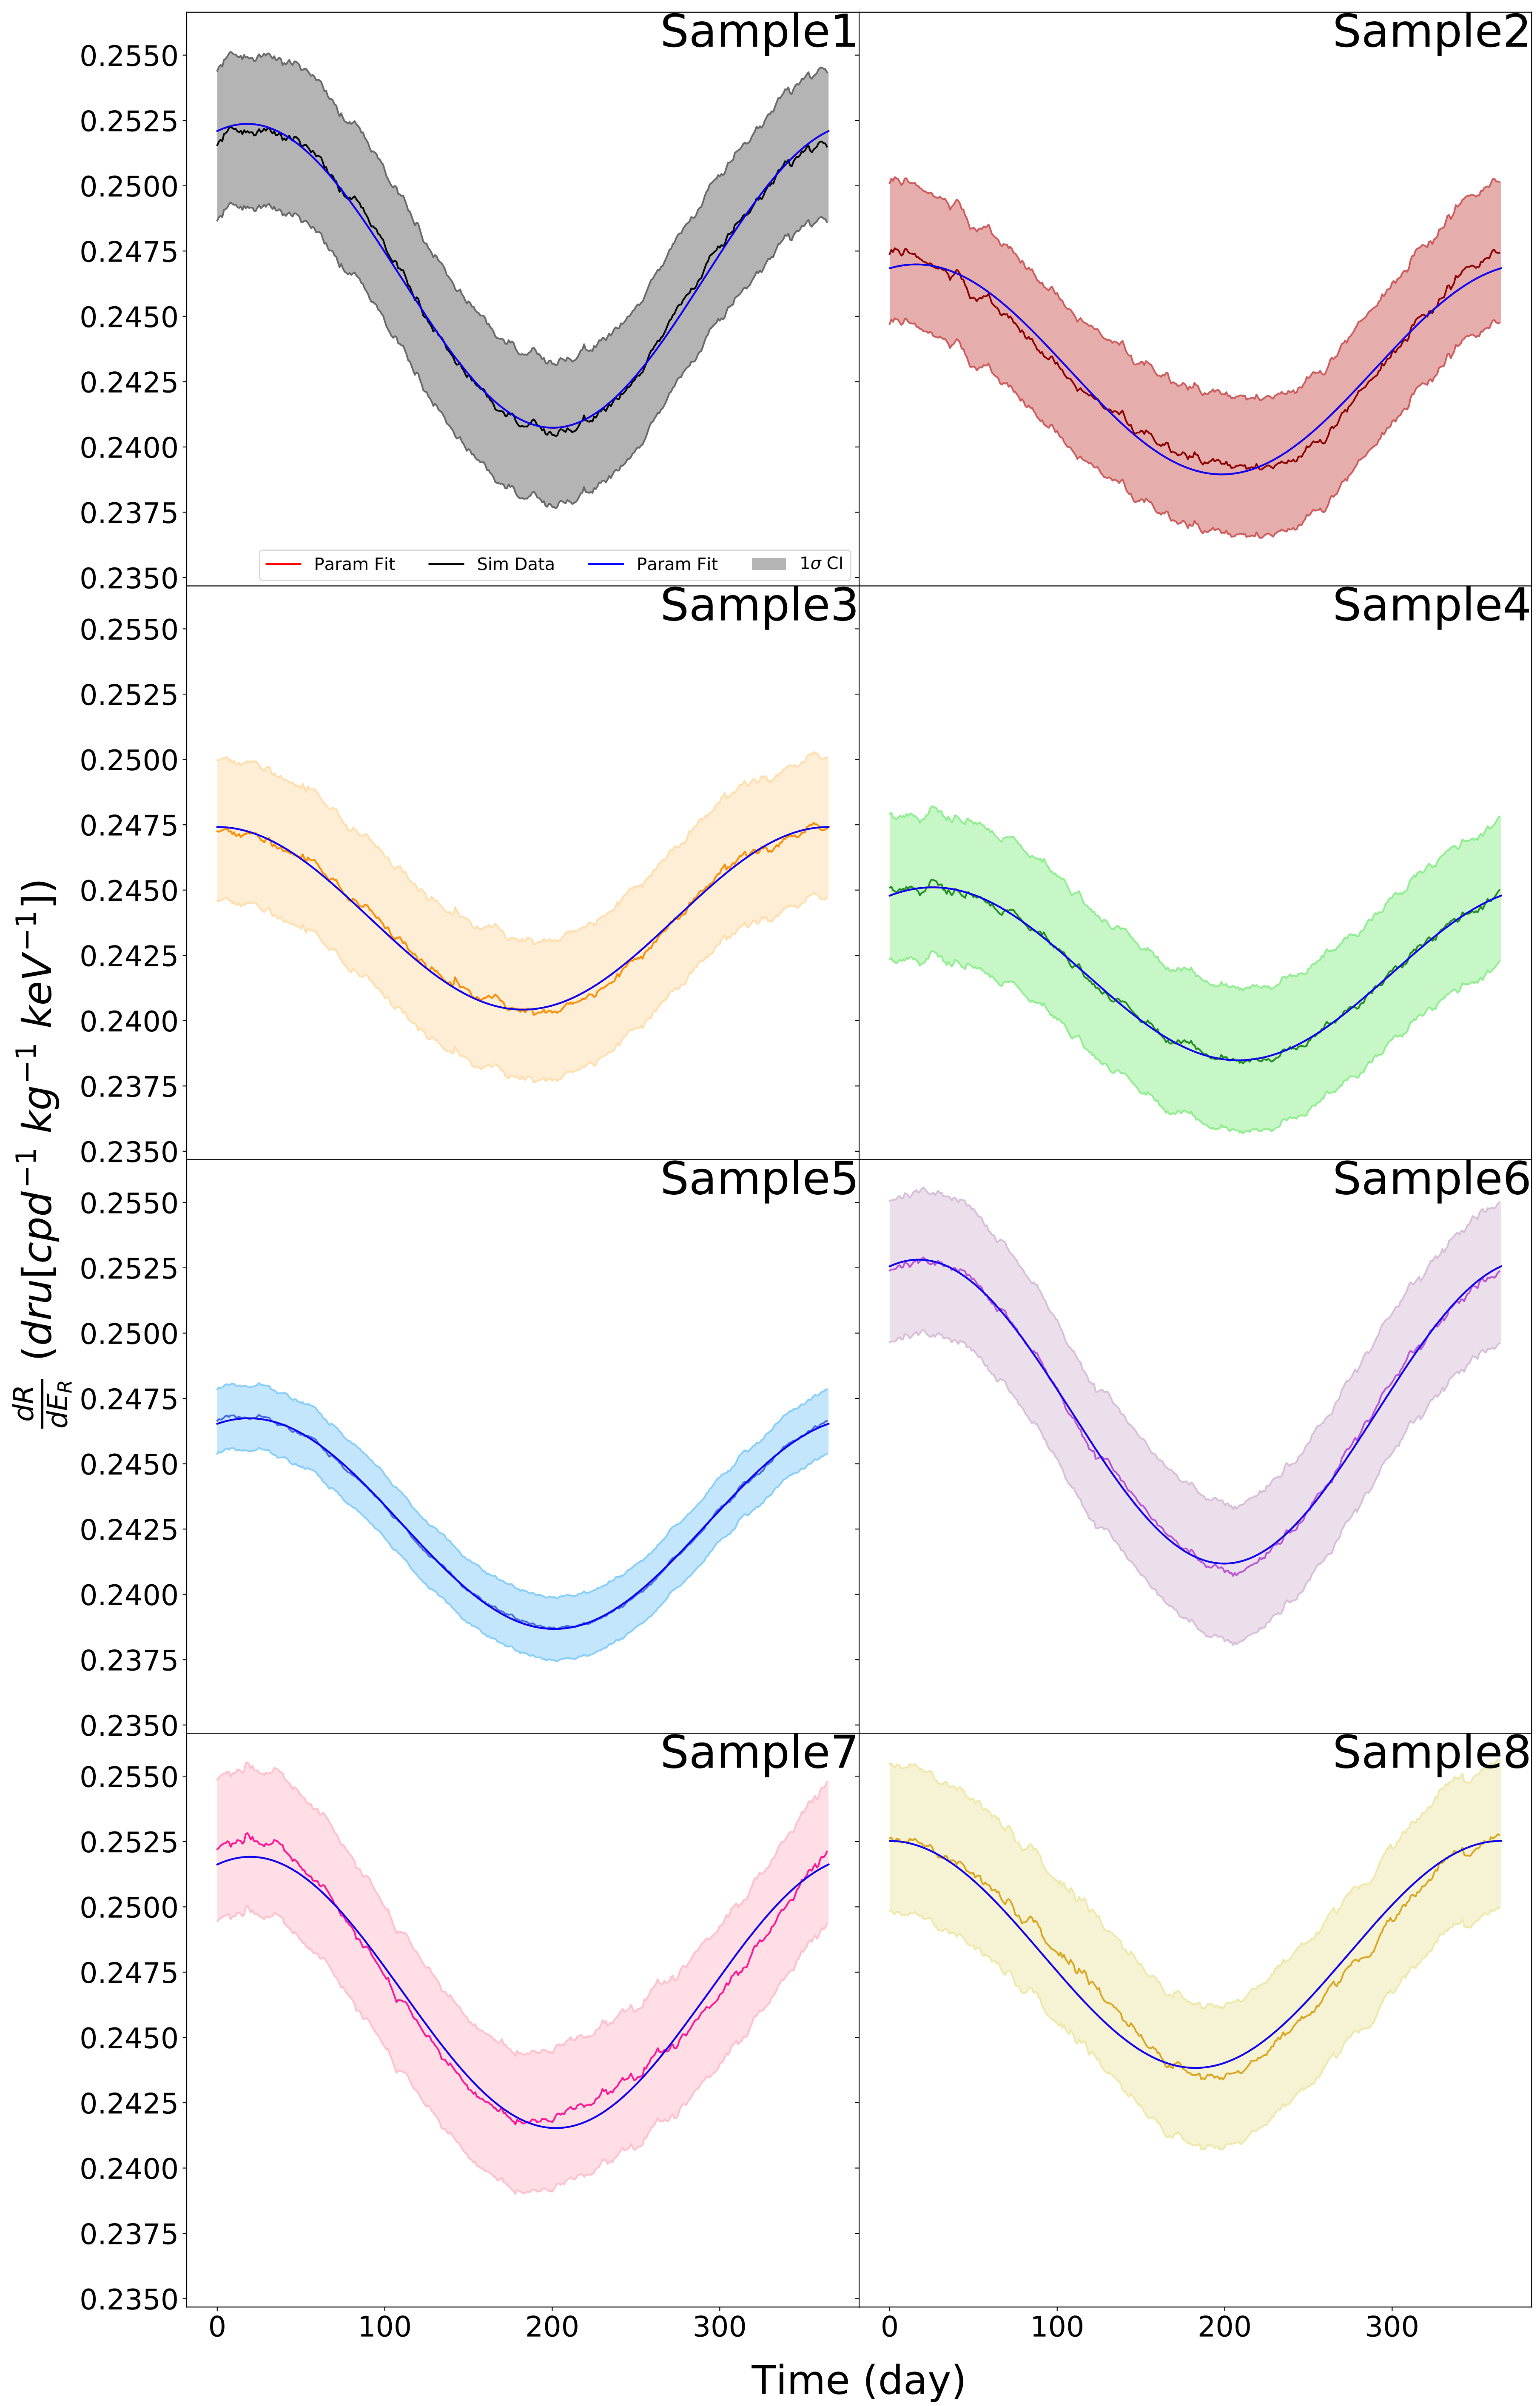 Sample1
Sample2
0.2550
0.2525
0.2500
0.2475
0.2450
0.2425
0.2400
0.2375
0.2350
Param Fit Sim Data Param Fit 1σ CI
Sample3
Sample4
0.2550
0.2525
0.2500
0.2475
0.2450
0.2425
0.2400
0.2375
0.2350
Sample5
Sample6
0.2550
0.2525
0.2500
0.2475
0.2450
0.2425
0.2400
0.2375
0.2350
Sample7
Sample8
0.2550
0.2525
0.2500
0.2475
0.2450
0.2425
0.2400
0.2375
0.2350
0 100 200 300
0 100 200 300
Time (day)
dR/dE_R (dru[cpd⁻¹ kg⁻¹ keV⁻¹])